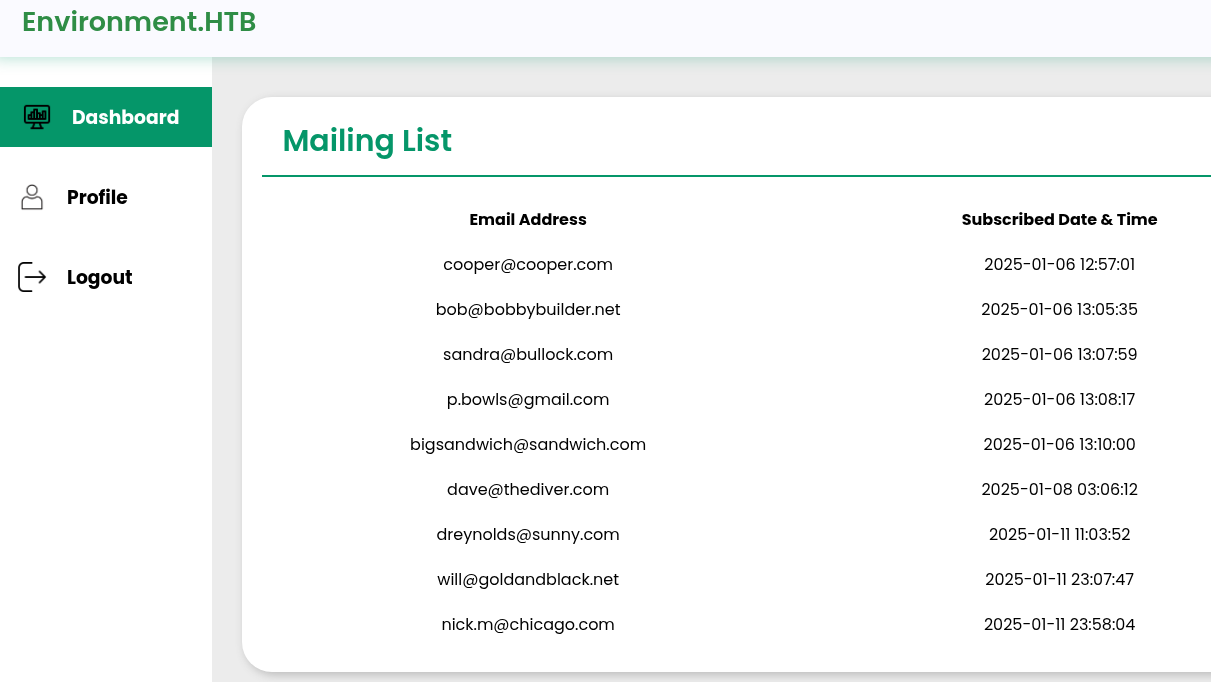 Environment.HTB
Dashboard
Profile
Logout
Mailing List
Email Address Subscribed Date & Time
cooper@cooper.com 2025-01-06 12:57:01
bob@bobbybuilder.net 2025-01-06 13:05:35
sandra@bullock.com 2025-01-06 13:07:59
p.bowls@gmail.com 2025-01-06 13:08:17
bigsandwich@sandwich.com 2025-01-06 13:10:00
dave@thediver.com 2025-01-08 03:06:12
dreynolds@sunny.com 2025-01-11 11:03:52
will@goldandblack.net 2025-01-11 23:07:47
nick.m@chicago.com 2025-01-11 23:58:04